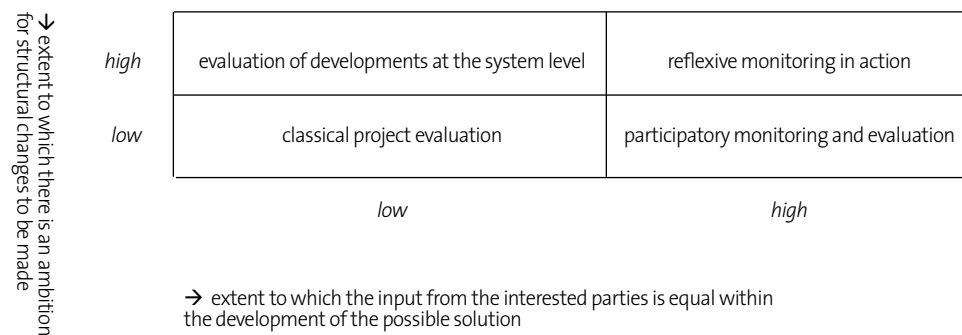 → extent to which there is an ambition
for structural changes to be made
high
evaluation of developments at the system level
reflexive monitoring in action
low
classical project evaluation
participatory monitoring and evaluation
low
high
→ extent to which the input from the interested parties is equal within
the development of the possible solution